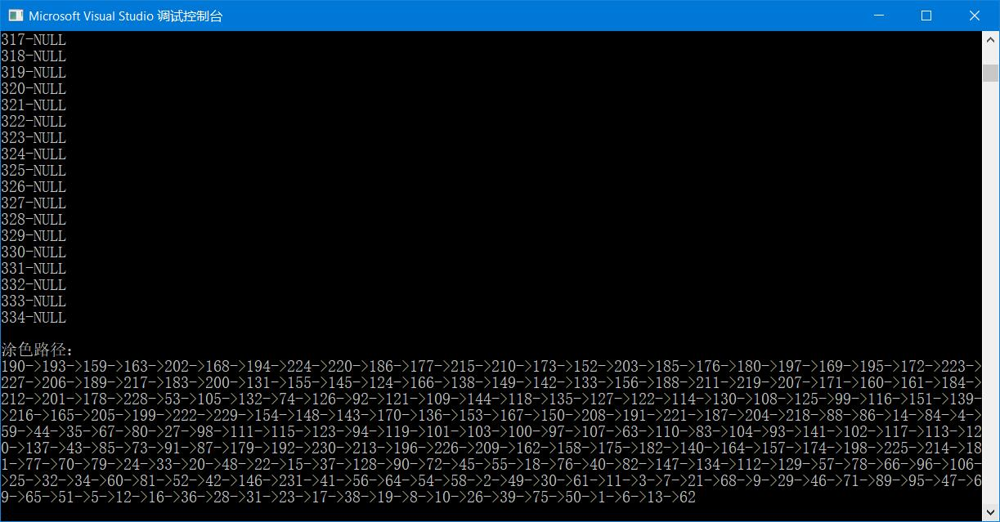 Microsoft Visual Studio 调试控制台
317-NULL
318-NULL
319-NULL
320-NULL
321-NULL
322-NULL
323-NULL
324-NULL
325-NULL
326-NULL
327-NULL
328-NULL
329-NULL
330-NULL
331-NULL
332-NULL
333-NULL
334-NULL
涂色路径:
190->193->159->163->202->168->194->224->220->186->177->215->210->173->152->203->185->176->180->197->169->195->172->223->
227->206->189->217->183->200->131->155->145->124->166->138->149->142->133->156->188->211->219->207->171->160->161->184->
212->201->178->228->53->105->132->74->126->92->121->109->144->118->135->127->122->114->130->108->125->99->116->151->139-
>216->165->205->199->222->229->154->148->143->170->136->153->167->150->208->191->221->187->204->218->88->86->14->84->4->
59->44->35->67->80->27->98->111->115->123->94->119->101->103->100->97->107->63->110->83->104->93->141->102->117->113->12
0->137->43->85->73->91->87->179->192->230->213->196->226->209->162->158->175->182->140->164->157->174->198->225->214->18
1->77->70->79->24->33->20->48->22->15->37->128->90->72->45->55->18->76->40->82->147->134->112->129->57->78->66->96->106-
>25->32->34->60->81->52->42->146->231->41->56->64->54->58->2->49->30->61->11->3->7->21->68->9->29->46->71->89->95->47->6
9->65->51->5->12->16->36->28->31->23->17->38->19->8->10->26->39->75->50->1->6->13->62